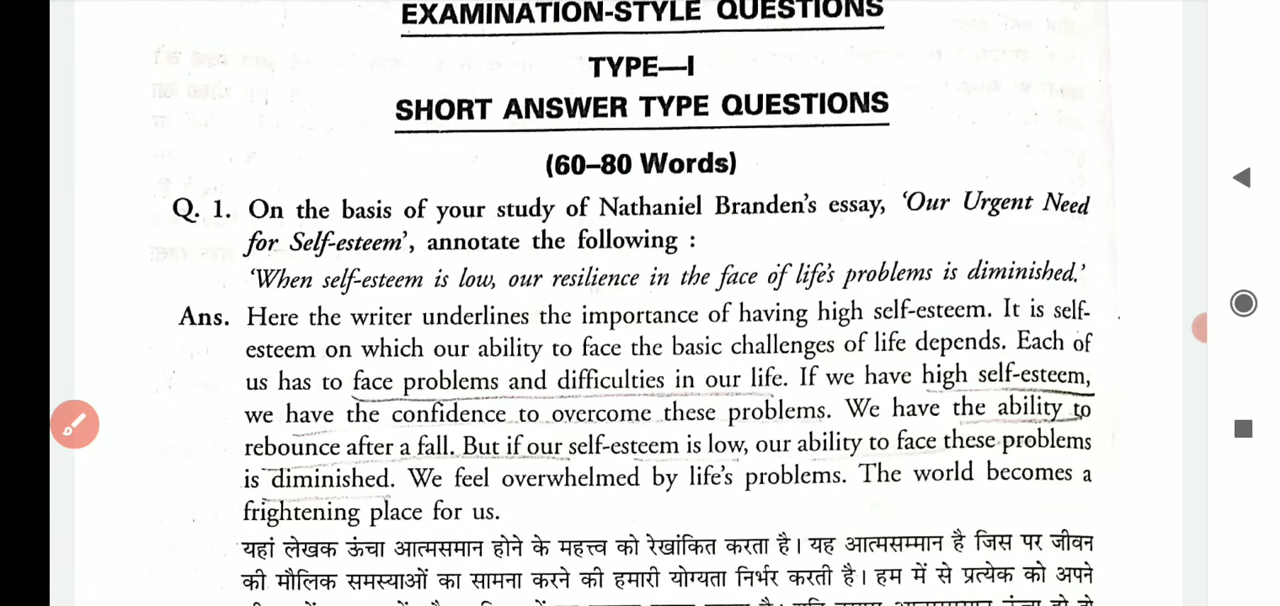 EXAMINATION-STYLE QUESTIONS
TYPE—I
SHORT ANSWER TYPE QUESTIONS
(60–80 Words)
Q. 1. On the basis of your study of Nathaniel Branden's essay, 'Our Urgent Need
for Self-esteem', annotate the following :
'When self-esteem is low, our resilience in the face of life's problems is diminished.'
Ans. Here the writer underlines the importance of having high self-esteem. It is self-
esteem on which our ability to face the basic challenges of life depends. Each of
us has to face problems and difficulties in our life. If we have high self-esteem,
we have the confidence to overcome these problems. We have the ability to
rebounce after a fall. But if our self-esteem is low, our ability to face these problems
is diminished. We feel overwhelmed by life's problems. The world becomes a
frightening place for us.
यहां लेखक ऊंचा आत्मसमान होने के महत्त्व को रेखांकित करता है। यह आत्मसम्मान है जिस पर जीवन
की मौलिक समस्याओं का सामना करने की हमारी योग्यता निर्भर करती है। हम में से प्रत्येक को अपने